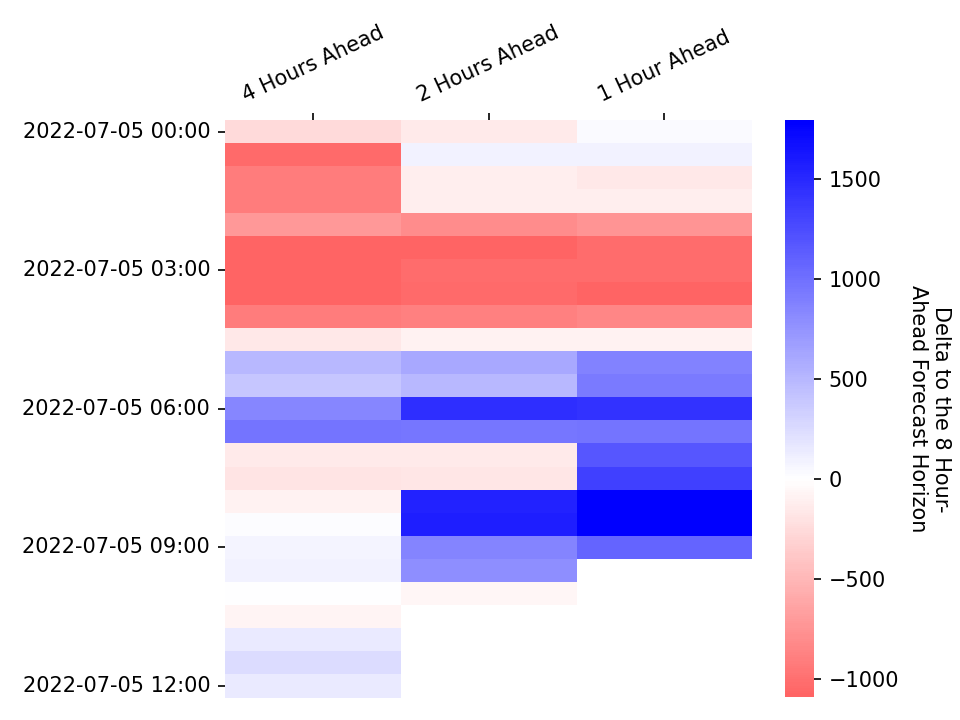 4 Hours Ahead
2 Hours Ahead
1 Hour Ahead
2022-07-05 00:00
2022-07-05 03:00
2022-07-05 06:00
2022-07-05 09:00
2022-07-05 12:00
1500
1000
500
0
−500
−1000
Delta to the 8 Hour-
Ahead Forecast Horizon